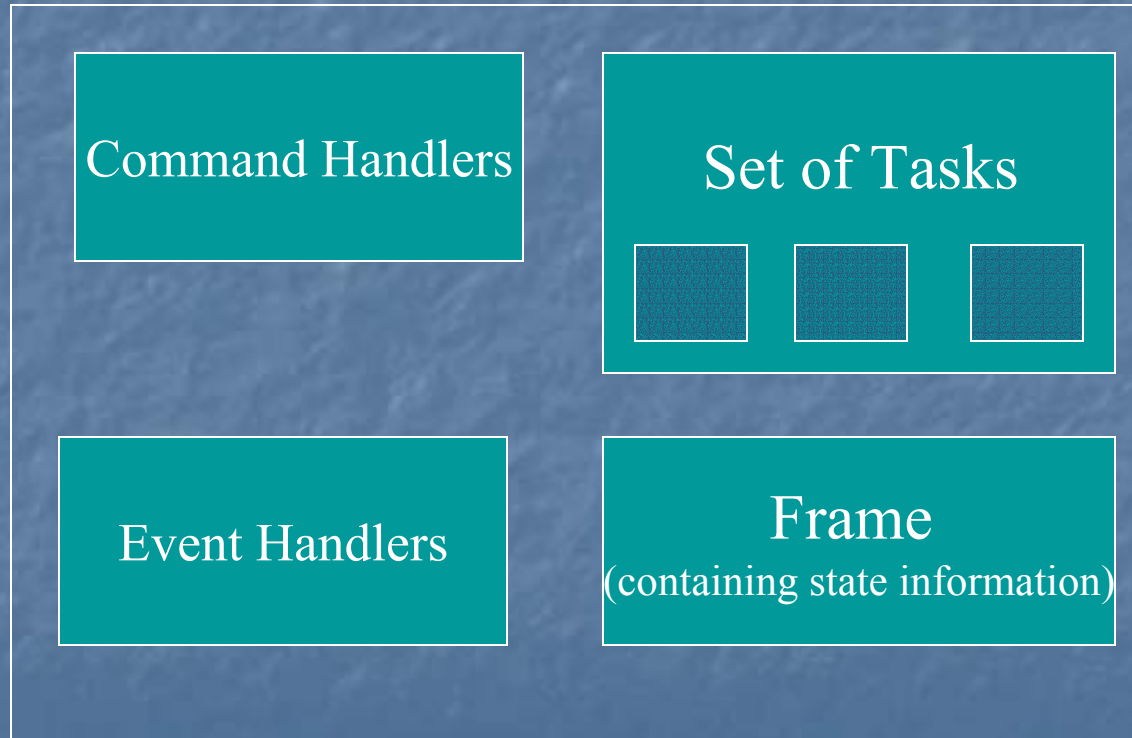 Command Handlers
Set of Tasks
Event Handlers
Frame
(containing state information)